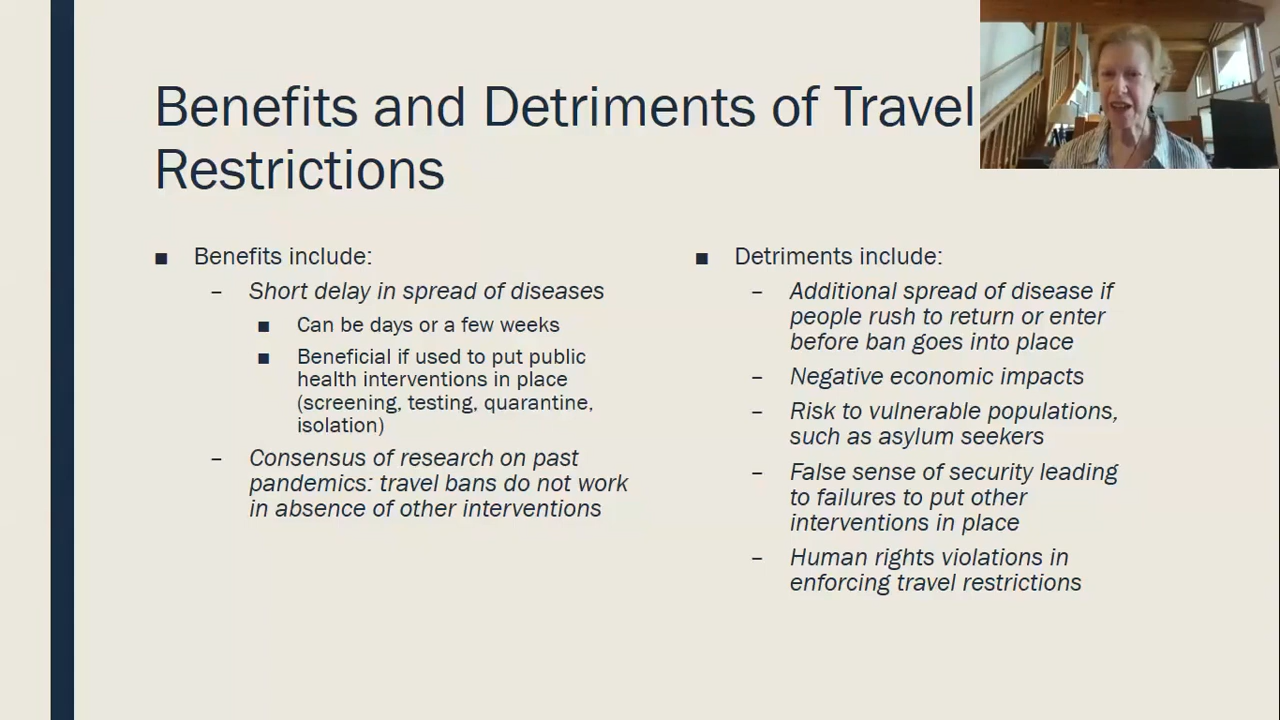 Benefits and Detriments of Travel
Restrictions
■ Benefits include:
– Short delay in spread of diseases
■ Can be days or a few weeks
■ Beneficial if used to put public
health interventions in place
(screening, testing, quarantine,
isolation)
– Consensus of research on past
pandemics: travel bans do not work
in absence of other interventions
■ Detriments include:
– Additional spread of disease if
people rush to return or enter
before ban goes into place
– Negative economic impacts
– Risk to vulnerable populations,
such as asylum seekers
– False sense of security leading
to failures to put other
interventions in place
– Human rights violations in
enforcing travel restrictions